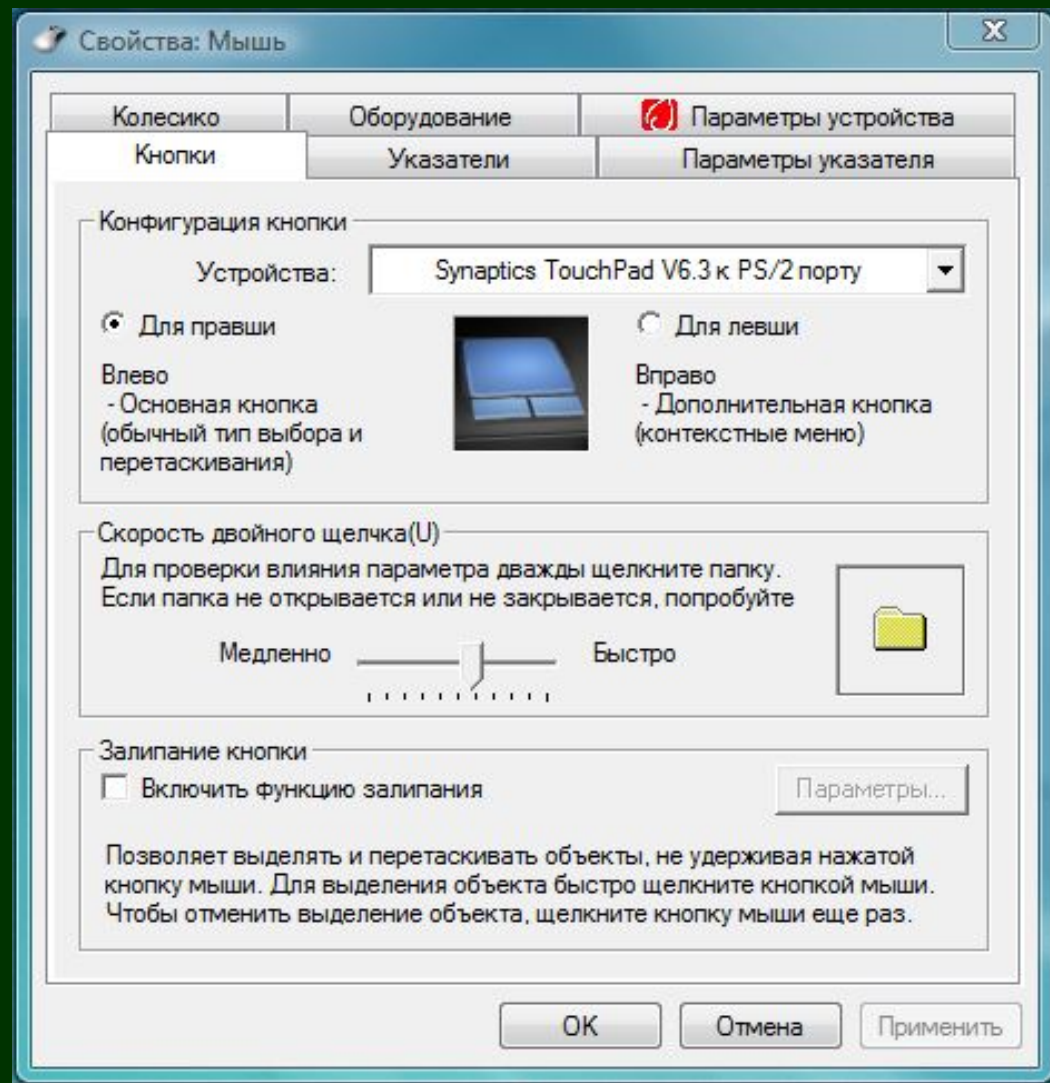 Свойства: Мышь
Колесико Оборудование Параметры устройства
Кнопки Указатели Параметры указателя
Конфигурация кнопки
Устройства: Synaptics TouchPad V6.3 к PS/2 порту
Для правши Для левши
Влево Вправо
- Основная кнопка - Дополнительная кнопка
(обычный тип выбора и (контекстные меню)
перетаскивания)
Скорость двойного щелчка(U)
Для проверки влияния параметра дважды щелкните папку.
Если папка не открывается или не закрывается, попробуйте
Медленно Быстро
Залипание кнопки
Включить функцию залипания Параметры...
Позволяет выделять и перетаскивать объекты, не удерживая нажатой
кнопку мыши. Для выделения объекта быстро щелкните кнопкой мыши.
Чтобы отменить выделение объекта, щелкните кнопку мыши еще раз.
OK Отмена Применить